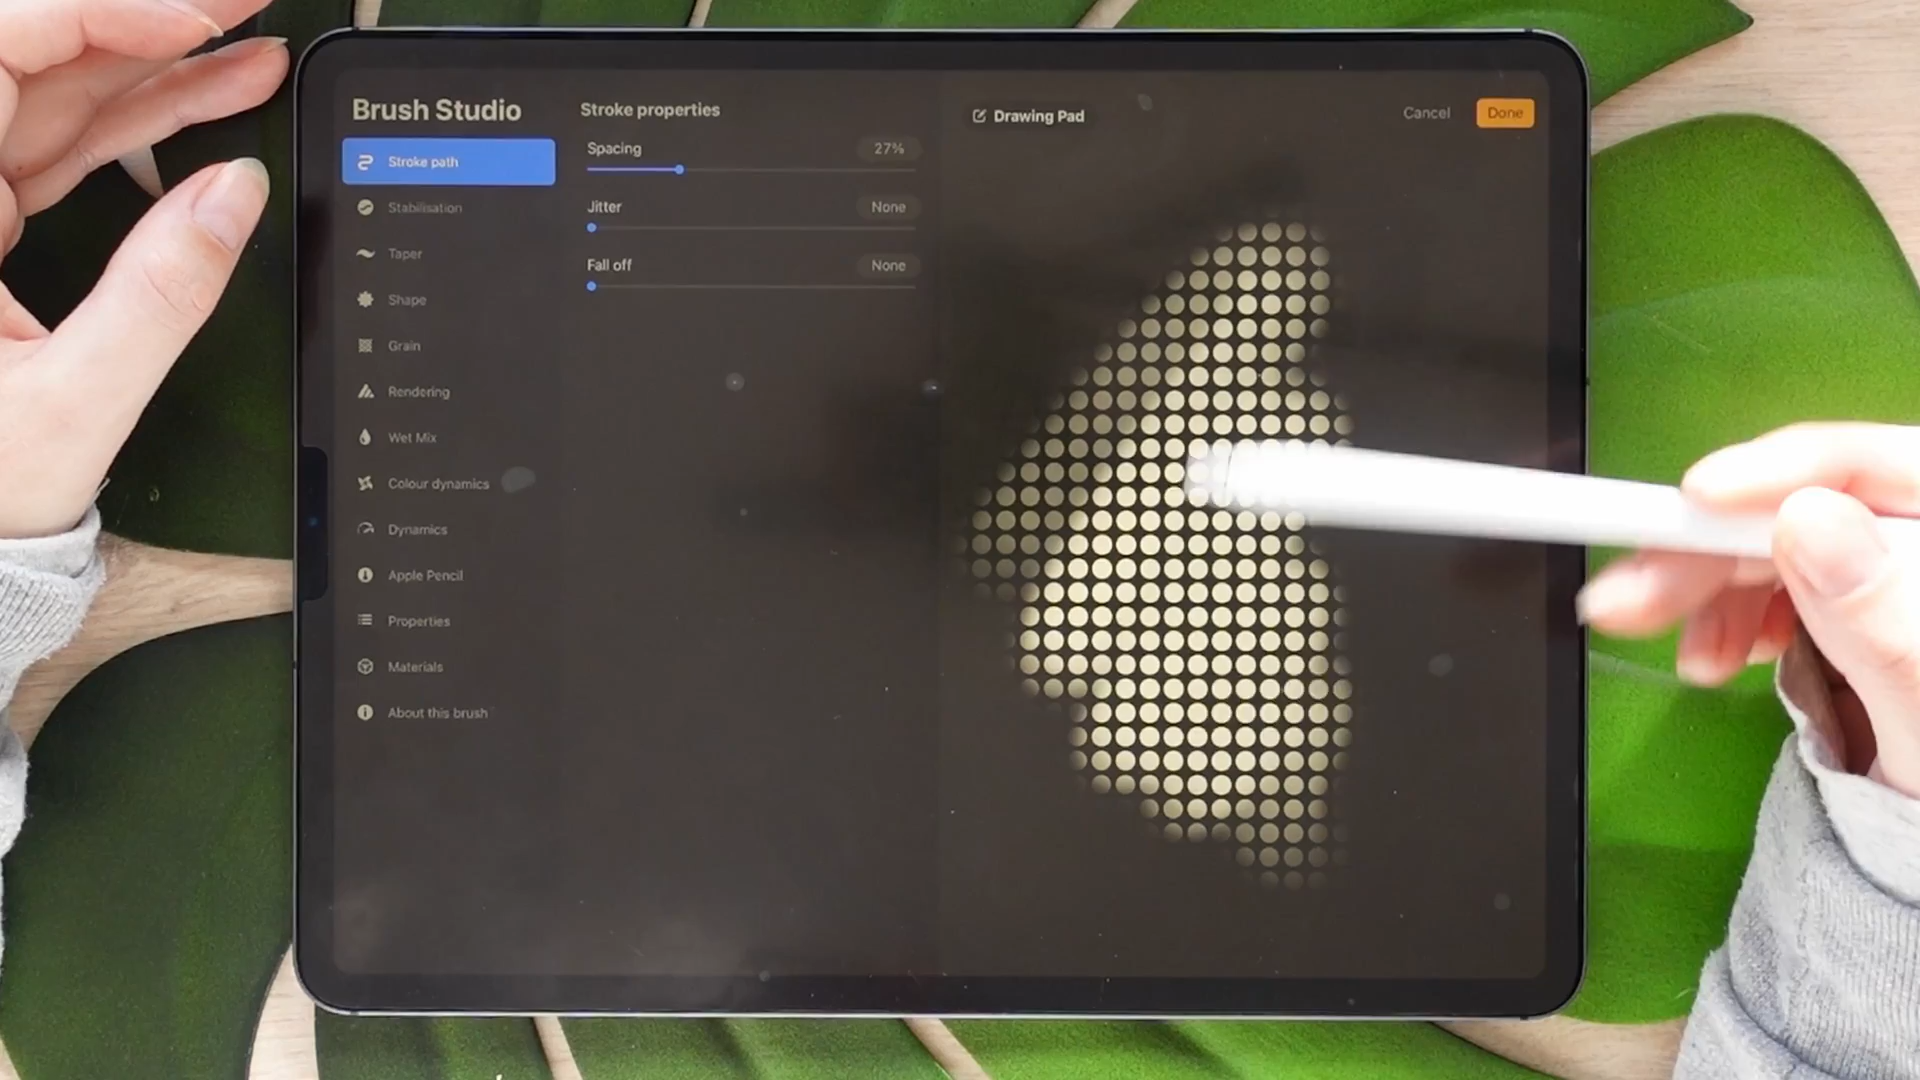 Brush Studio
Stroke path
Stabilisation
Taper
Shape
Grain
Rendering
Wet Mix
Colour dynamics
Dynamics
Apple Pencil
Properties
Materials
About this brush
Stroke properties
Spacing 27%
Jitter None
Fall off None
Drawing Pad
Cancel
Done